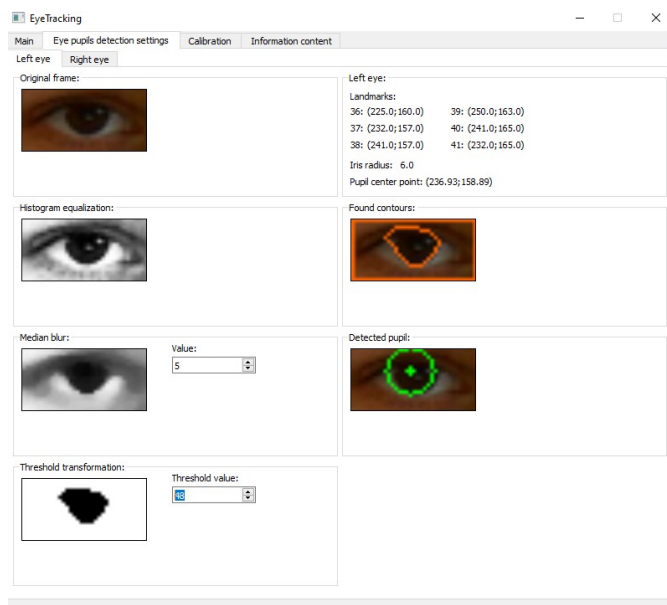 EyeTracking
Main Eye pupils detection settings Calibration Information content
Left eye Right eye
Original frame:
Left eye:
Landmarks:
36: (225.0;160.0) 39: (250.0;163.0)
37: (232.0;157.0) 40: (241.0;165.0)
38: (241.0;157.0) 41: (232.0;165.0)
Iris radius: 6.0
Pupil center point: (236.93;158.89)
Histogram equalization:
Found contours:
Median blur:
Value:
5
Detected pupil:
Threshold transformation:
Threshold value:
48